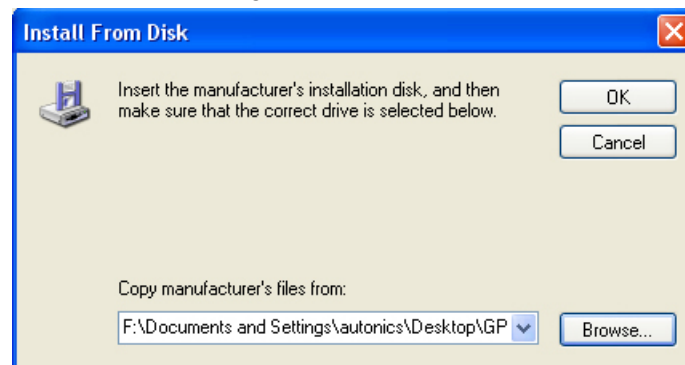 Install From Disk
Insert the manufacturer's installation disk, and then
make sure that the correct drive is selected below.
OK
Cancel
Copy manufacturer's files from:
F:\Documents and Settings\autonics\Desktop\GP
Browse...